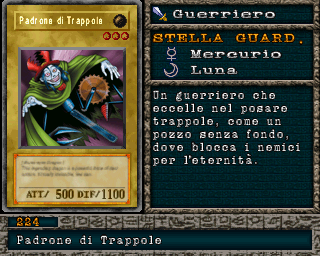 Padrone di Trappole
ATT/ 500 DIF/1100
Guerriero
STELLA GUARD.
Mercurio
Luna
Un guerriero che
eccelle nel posare
trappole, come un
pozzo senza fondo,
dove blocca i nemici
per l'eternità.
224
Padrone di Trappole